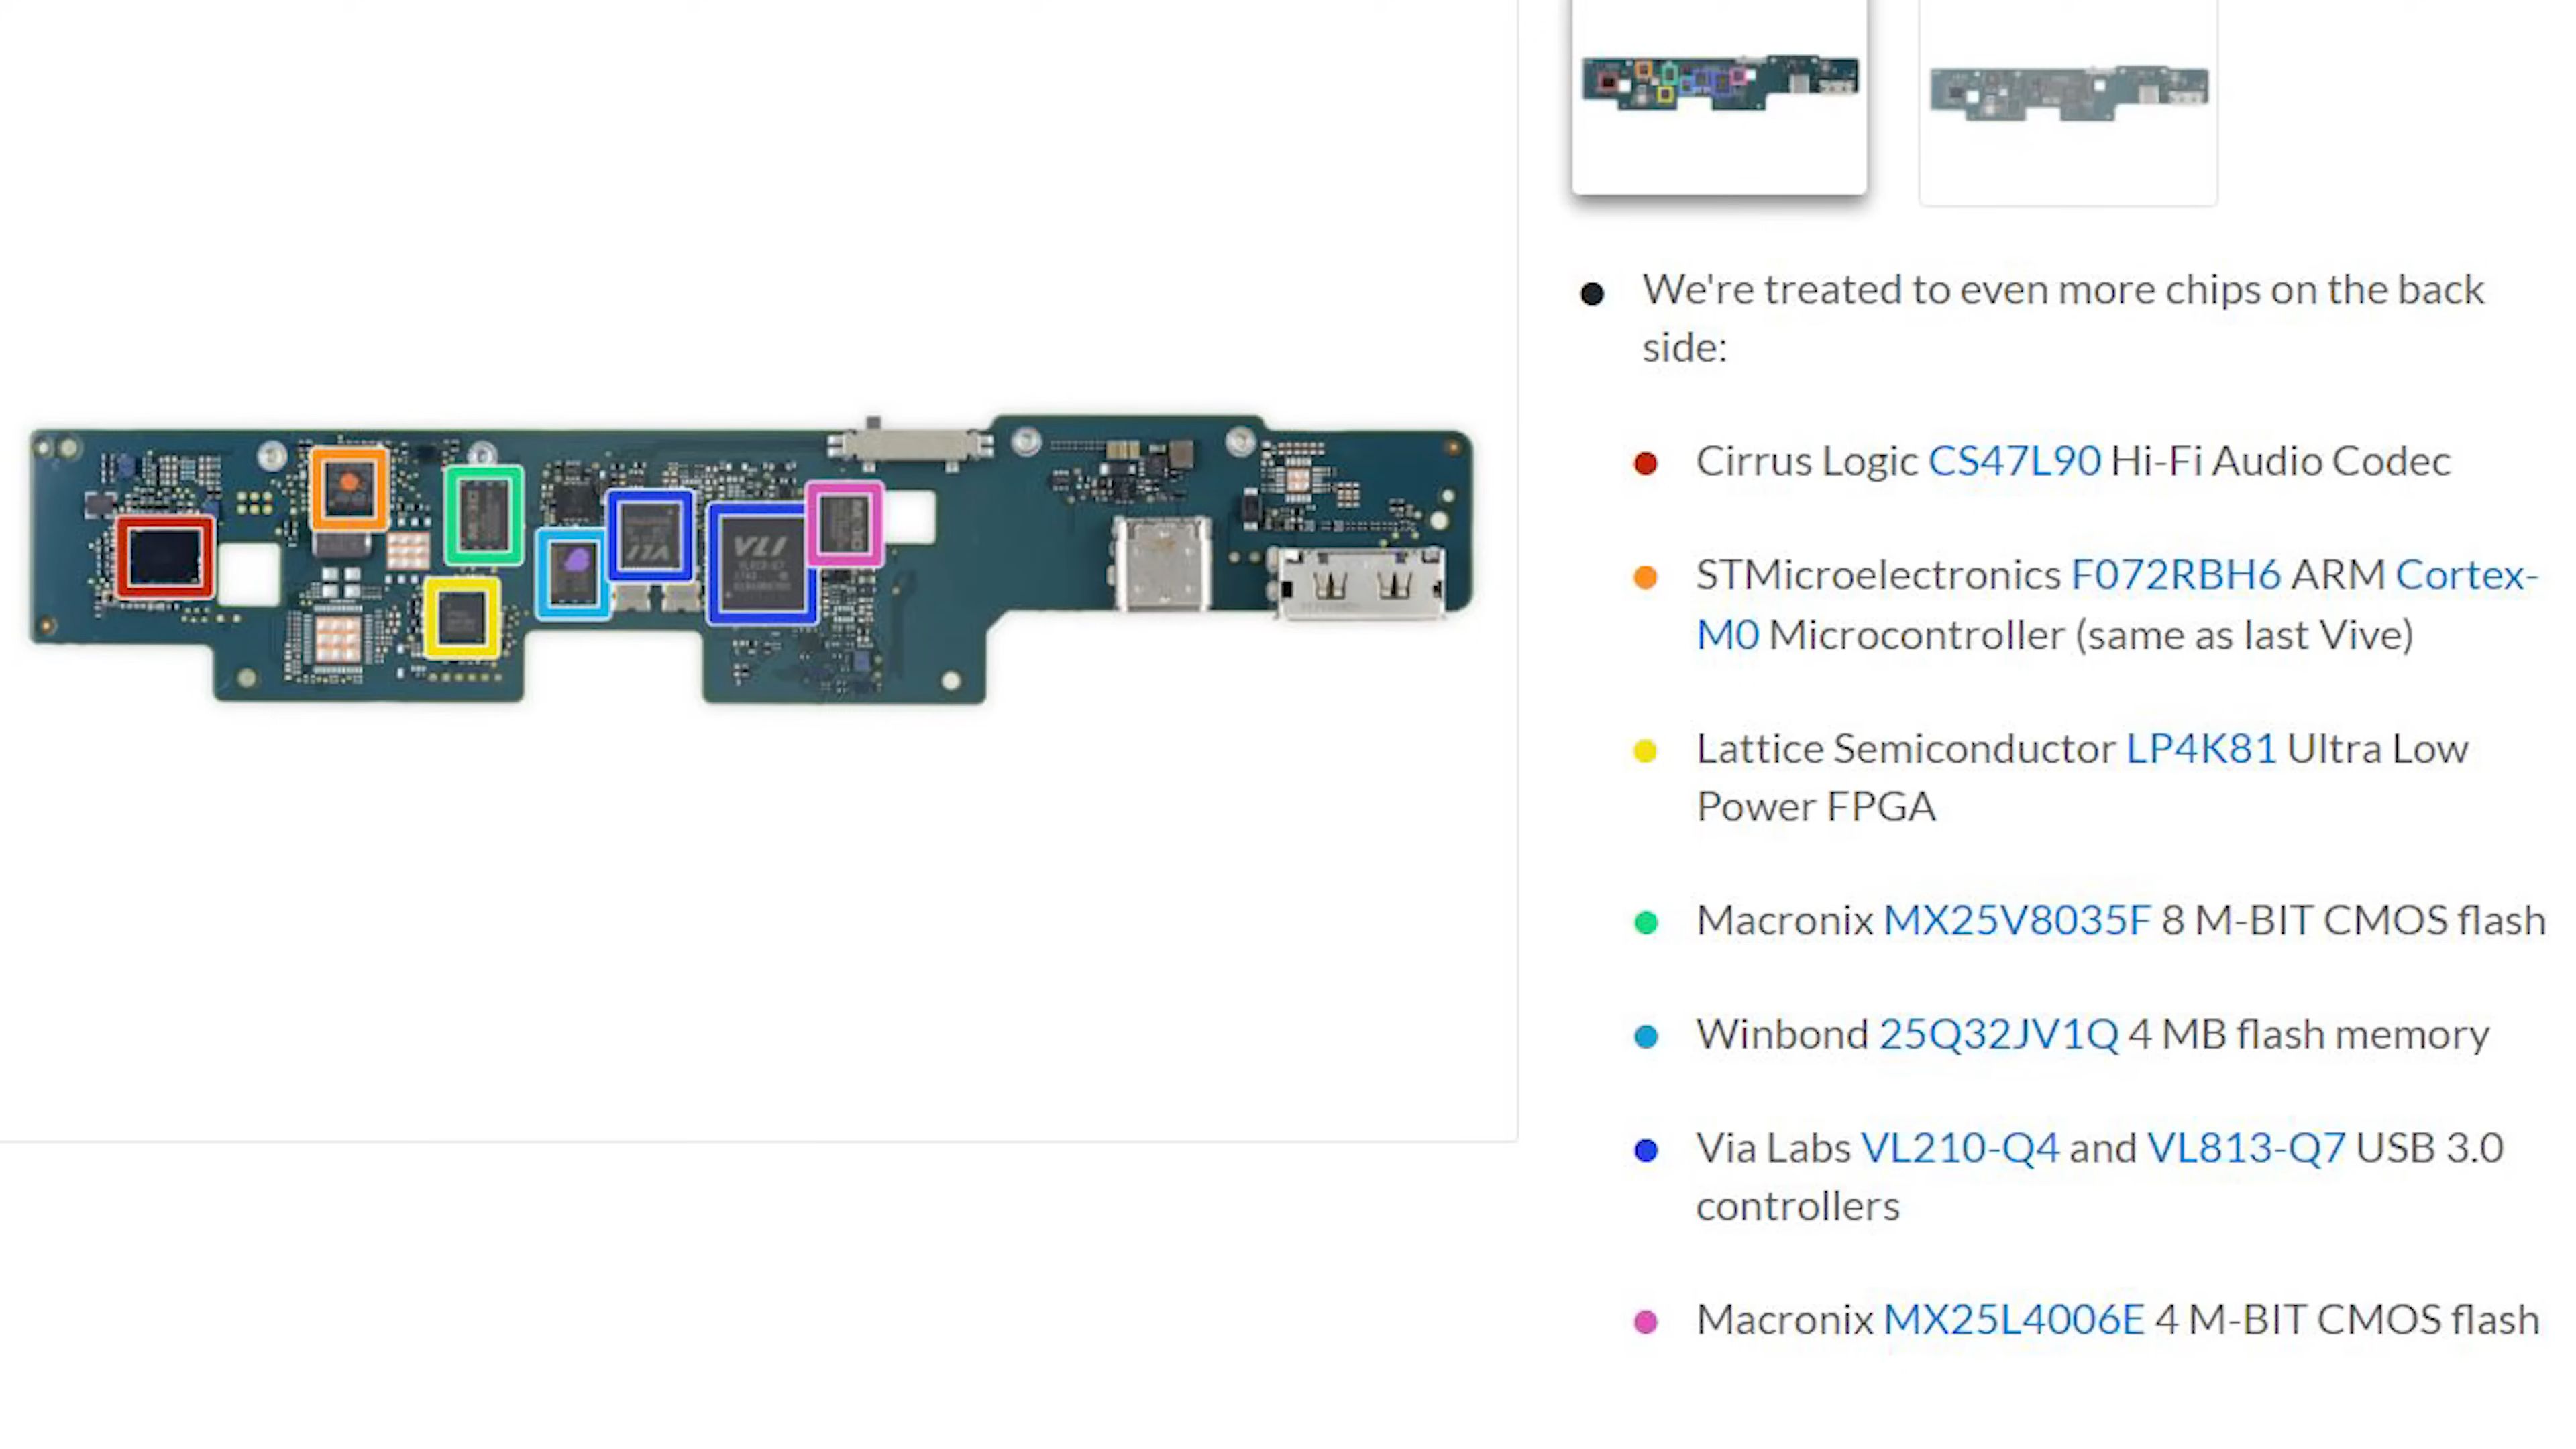 We're treated to even more chips on the back
side:
Cirrus Logic CS47L90 Hi-Fi Audio Codec
STMicroelectronics F072RBH6 ARM Cortex-
M0 Microcontroller (same as last Vive)
Lattice Semiconductor LP4K81 Ultra Low
Power FPGA
Macronix MX25V8035F 8 M-BIT CMOS flash
Winbond 25Q32JV1Q 4 MB flash memory
Via Labs VL210-Q4 and VL813-Q7 USB 3.0
controllers
Macronix MX25L4006E 4 M-BIT CMOS flash
VLI
VLI